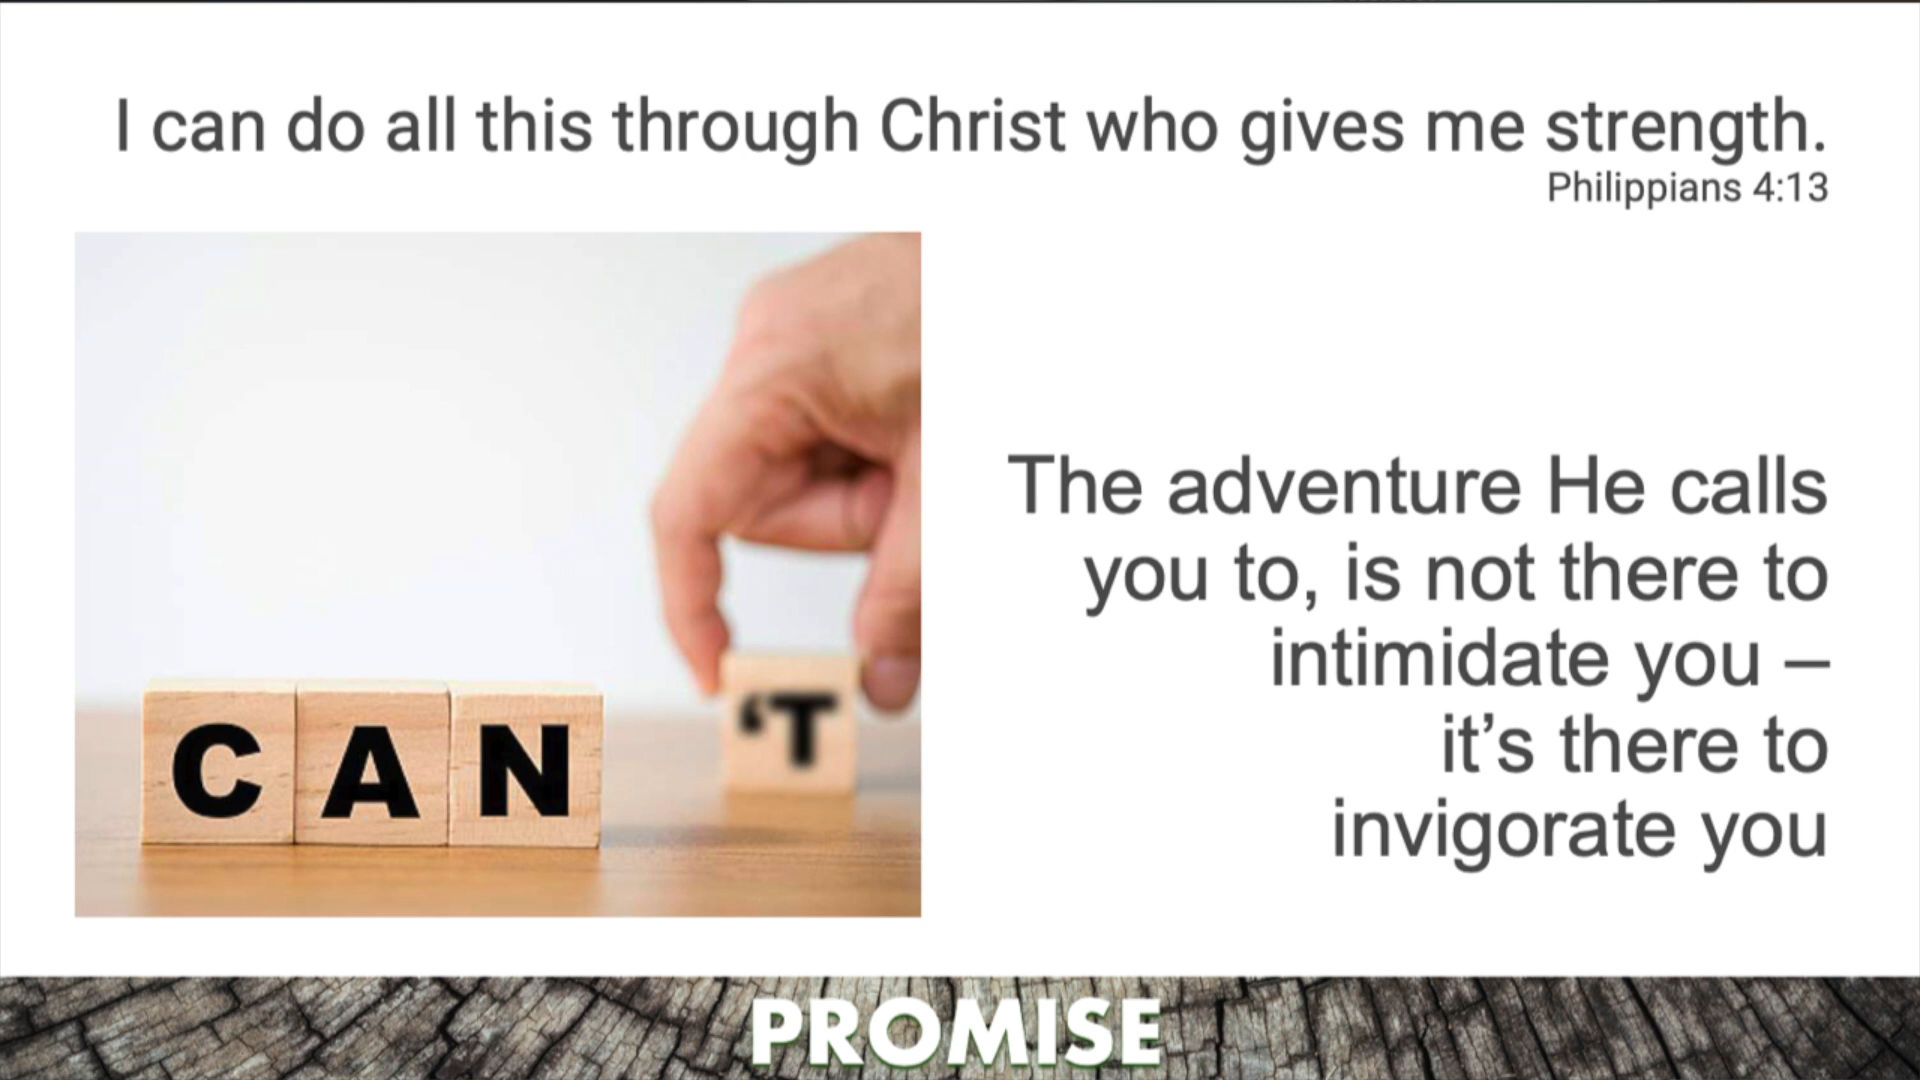 I can do all this through Christ who gives me strength.
Philippians 4:13
CAN
‘T
The adventure He calls
you to, is not there to
intimidate you –
it’s there to
invigorate you
PROMISE